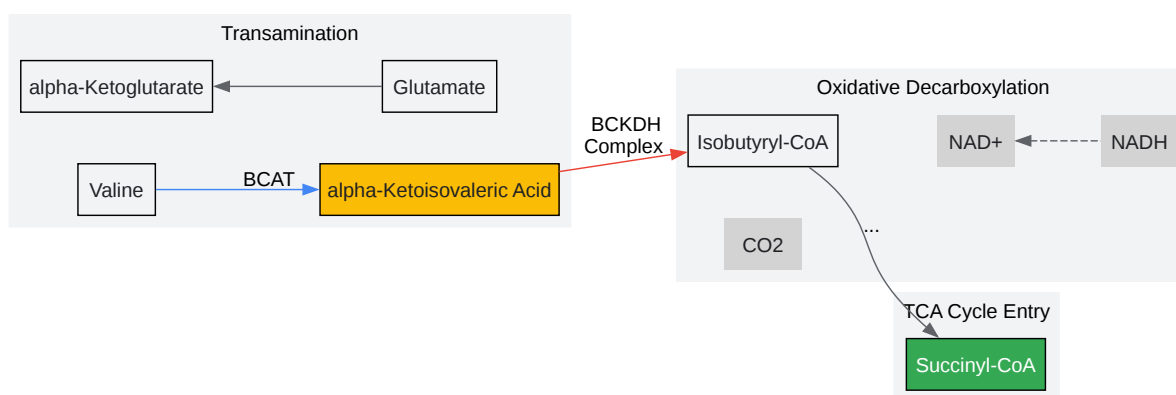 Transamination
alpha-Ketoglutarate
Glutamate
Valine
BCAT
alpha-Ketoisovaleric Acid
BCKDH
Complex
Oxidative Decarboxylation
Isobutyryl-CoA
NAD+
NADH
CO2
...
TCA Cycle Entry
Succinyl-CoA